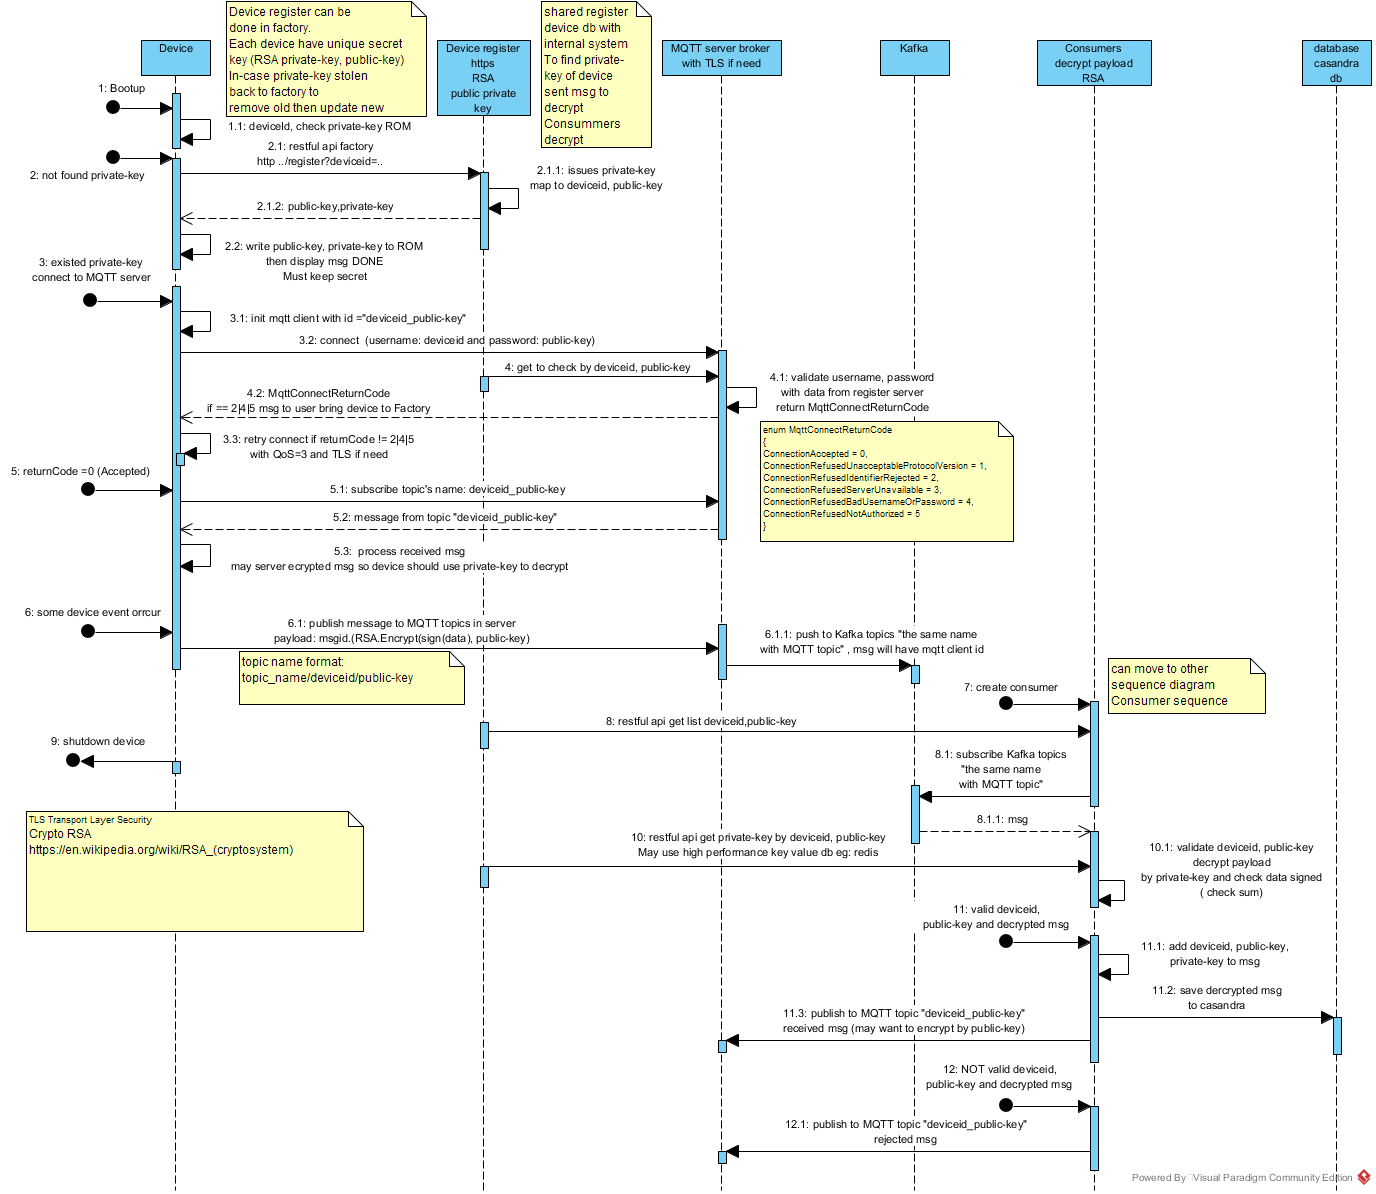 Device register can be
done in factory.
Each device have unique secret
key (RSA private-key, public-key)
In-case private-key stolen
back to factory to
remove old then update new
shared register
device db with
internal system
To find private-
key of device
sent msg to
decrypt
Consummers
decrypt
Device
Device register
https
RSA
public private
key
MQTT server broker
with TLS if need
Kafka
Consumers
decrypt payload
RSA
database
casandra
db
1: Bootup
1.1: deviceId, check private-key ROM
2.1: restful api factory
http ../register?deviceid=..
2: not found private-key
2.1.1: issues private-key
map to deviceid, public-key
2.1.2: public-key,private-key
2.2: write public-key, private-key to ROM
then display msg DONE
Must keep secret
3: existed private-key
connect to MQTT server
3.1: init mqtt client with id ="deviceid_public-key"
3.2: connect  (username: deviceid and password: public-key)
4: get to check by deviceid, public-key
4.1: validate username, password
with data from register server
return MqttConnectReturnCode
4.2: MqttConnectReturnCode
if == 2|4|5 msg to user bring device to Factory
3.3: retry connect if returnCode != 2|4|5
with QoS=3 and TLS if need
enum MqttConnectReturnCode
{
ConnectionAccepted = 0,
ConnectionRefusedUnacceptableProtocolVersion = 1,
ConnectionRefusedIdentifierRejected = 2,
ConnectionRefusedServerUnavailable = 3,
ConnectionRefusedBadUsernameOrPassword = 4,
ConnectionRefusedNotAuthorized = 5
}
5: returnCode =0 (Accepted)
5.1: subscribe topic's name: deviceid_public-key
5.2: message from topic "deviceid_public-key"
5.3:  process received msg
may server ecrypted msg so device should use private-key to decrypt
6: some device event orrcur
6.1: publish message to MQTT topics in server
payload: msgid.(RSA.Encrypt(sign(data), public-key)
6.1.1: push to Kafka topics "the same name
with MQTT topic" , msg will have mqtt client id
topic name format:
topic_name/deviceid/public-key
can move to other
sequence diagram
Consumer sequence
7: create consumer
8: restful api get list deviceid,public-key
9: shutdown device
8.1: subscribe Kafka topics
"the same name
with MQTT topic"
8.1.1: msg
TLS Transport Layer Security
Crypto RSA
https://en.wikipedia.org/wiki/RSA_(cryptosystem)
10: restful api get private-key by deviceid, public-key
May use high performance key value db eg: redis
10.1: validate deviceid, public-key
decrypt payload
by private-key and check data signed
( check sum)
11: valid deviceid,
public-key and decrypted msg
11.1: add deviceid, public-key,
private-key to msg
11.2: save dercrypted msg
to casandra
11.3: publish to MQTT topic "deviceid_public-key"
received msg (may want to encrypt by public-key)
12: NOT valid deviceid,
public-key and decrypted msg
12.1: publish to MQTT topic "deviceid_public-key"
rejected msg
Powered By Visual Paradigm Community Edition